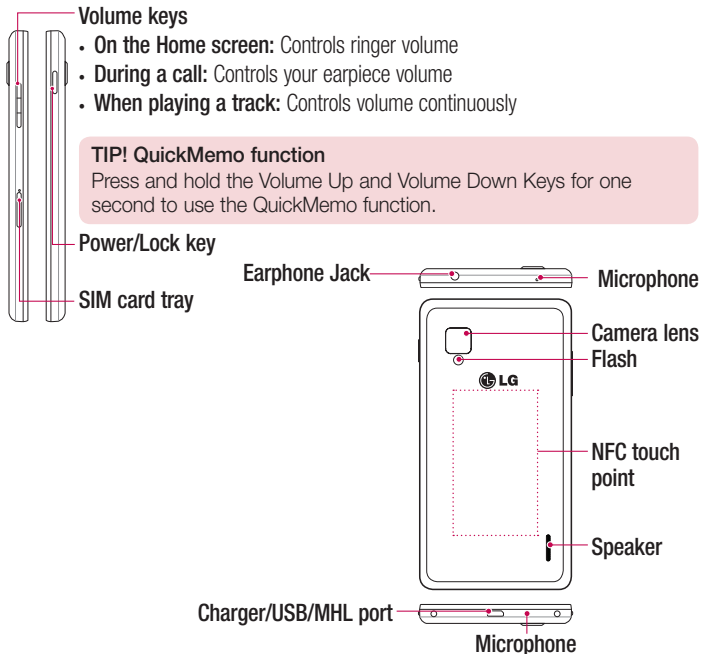 Volume keys
• On the Home screen: Controls ringer volume
• During a call: Controls your earpiece volume
• When playing a track: Controls volume continuously
TIP! QuickMemo function
Press and hold the Volume Up and Volume Down Keys for one
second to use the QuickMemo function.
Power/Lock key
SIM card tray
Earphone Jack
Microphone
Camera lens
Flash
LG
NFC touch
point
Speaker
Charger/USB/MHL port
Microphone